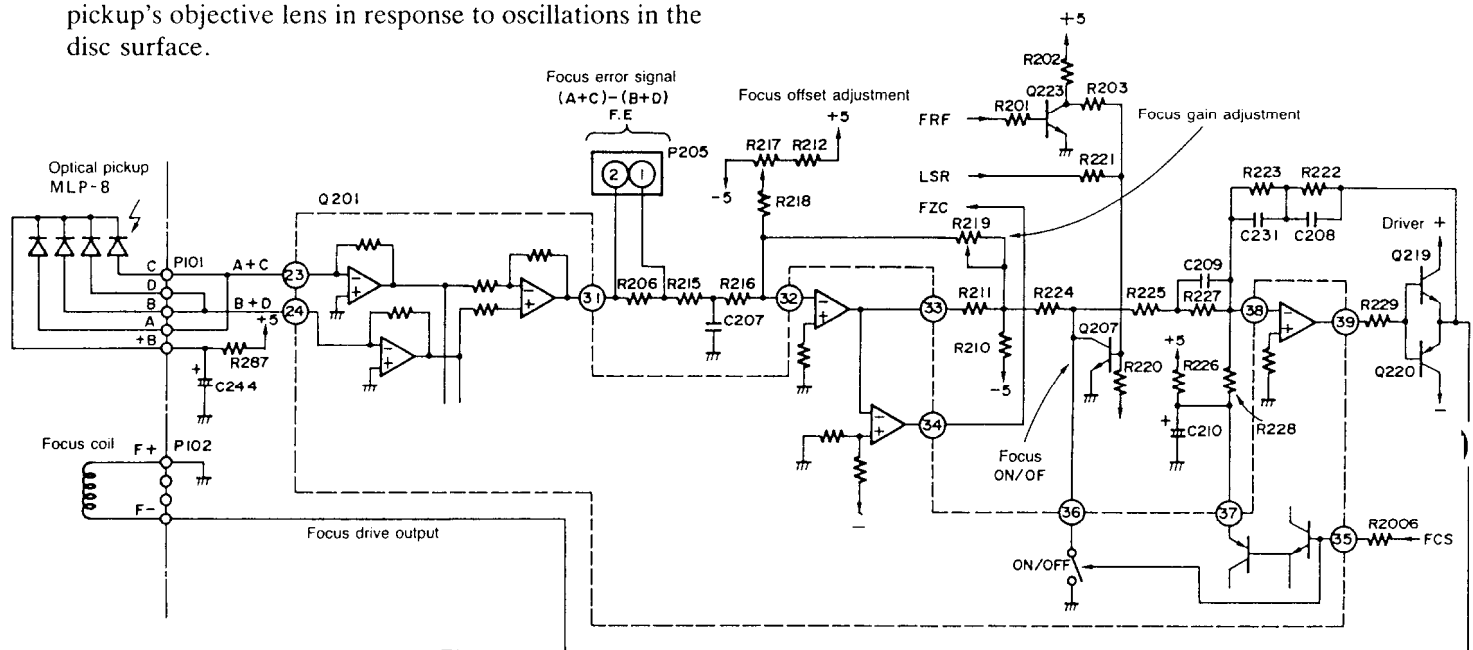 pickup's objective lens in response to oscillations in the
disc surface.
Focus error signal
(A+C)-(B+D)
F.E
P205
2
1
Focus offset adjustment
+5
R217
R212
-5
R218
+5
R202
Q223
R203
R201
FRF
Focus gain adjustment
R221
LSR
FZC
R219
R223
R222
C231
C208
Driver +
Q219
Optical pickup
MLP-8
Q201
C
P101
A+C
23
D
B
B+D
24
A
+5
+B
R287
+
C244
-
+
-
+
-
+
31
R206
R215
R216
C207
32
-
+
33
R211
R224
R210
-5
Q207
R220
R225
C209
R227
38
-
+
39
R229
Q220
-
+5
R226
+
C210
R228
-
+
34
-
Focus
ON/OF
Focus coil
F+
P102
F-
Focus drive output
36
37
35
R2006
FCS
ON/OFF